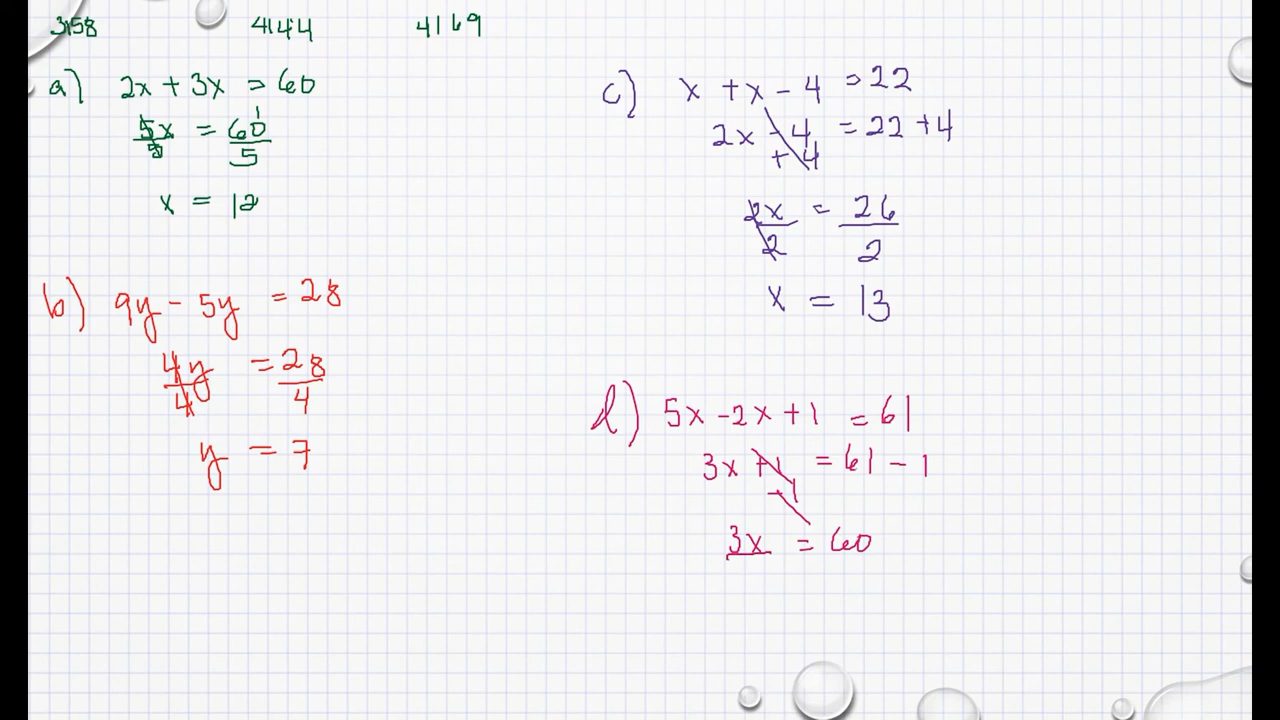 3158 4144 4169
a) 2x + 3x = 60
5x/5 = 60/5
x = 12
b) 9y - 5y = 28
4y/4 = 28/4
y = 7
c) x + x - 4 = 22
2x - 4 = 22 + 4
+ 4
2x/2 = 26/2
x = 13
d) 5x - 2x + 1 = 61
3x + 1 = 61 - 1
- 1
3x = 60